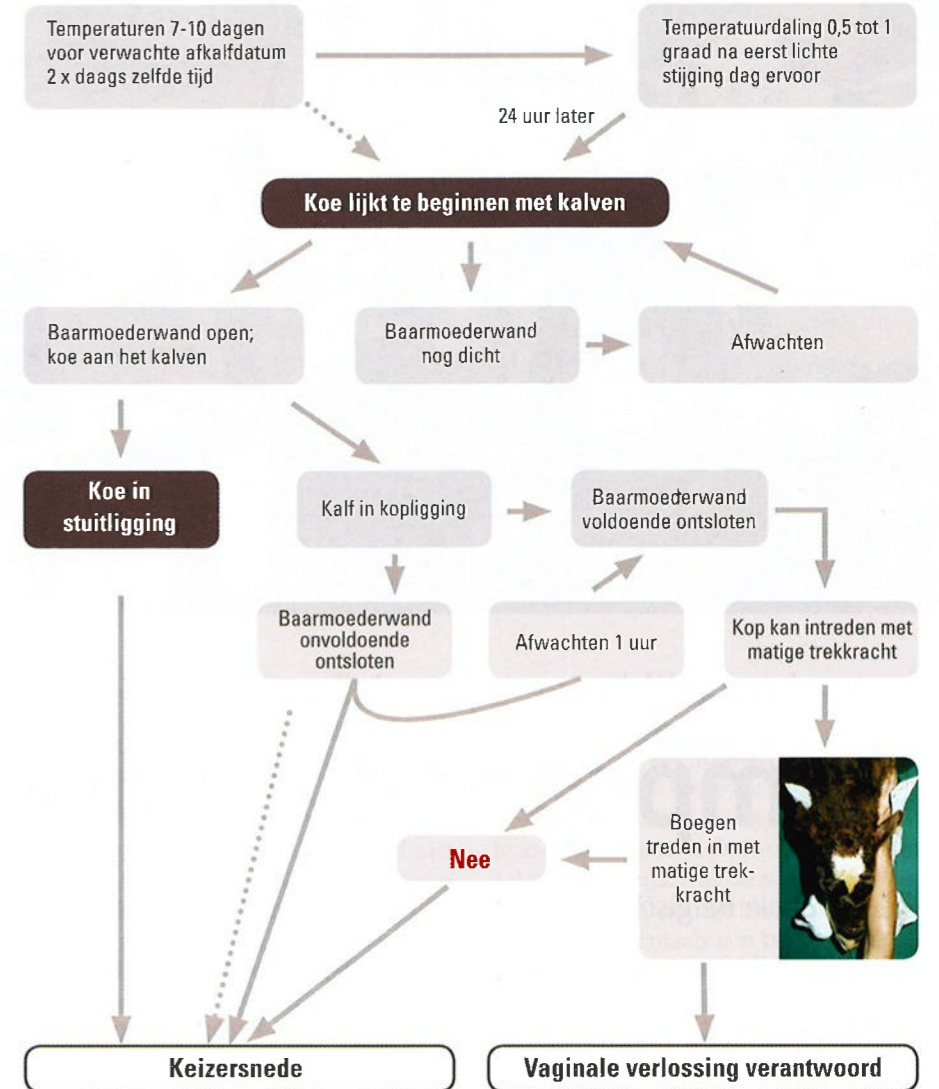 Temperaturen 7-10 dagen
voor verwachte afkalfdatum
2 x daags zelfde tijd
Temperatuurdaling 0,5 tot 1
graad na eerst lichte
stijging dag ervoor
24 uur later
Koe lijkt te beginnen met kalven
Baarmoederwand open;
koe aan het kalven
Baarmoederwand
nog dicht
Afwachten
Koe in
stuitligging
Kalf in kopligging
Baarmoederwand
voldoende ontsloten
Baarmoederwand
onvoldoende
ontsloten
Afwachten 1 uur
Kop kan intreden met
matige trekkracht
Nee
Boegen
treden in met
matige trek-
kracht
Keizersnede
Vaginale verlossing verantwoord